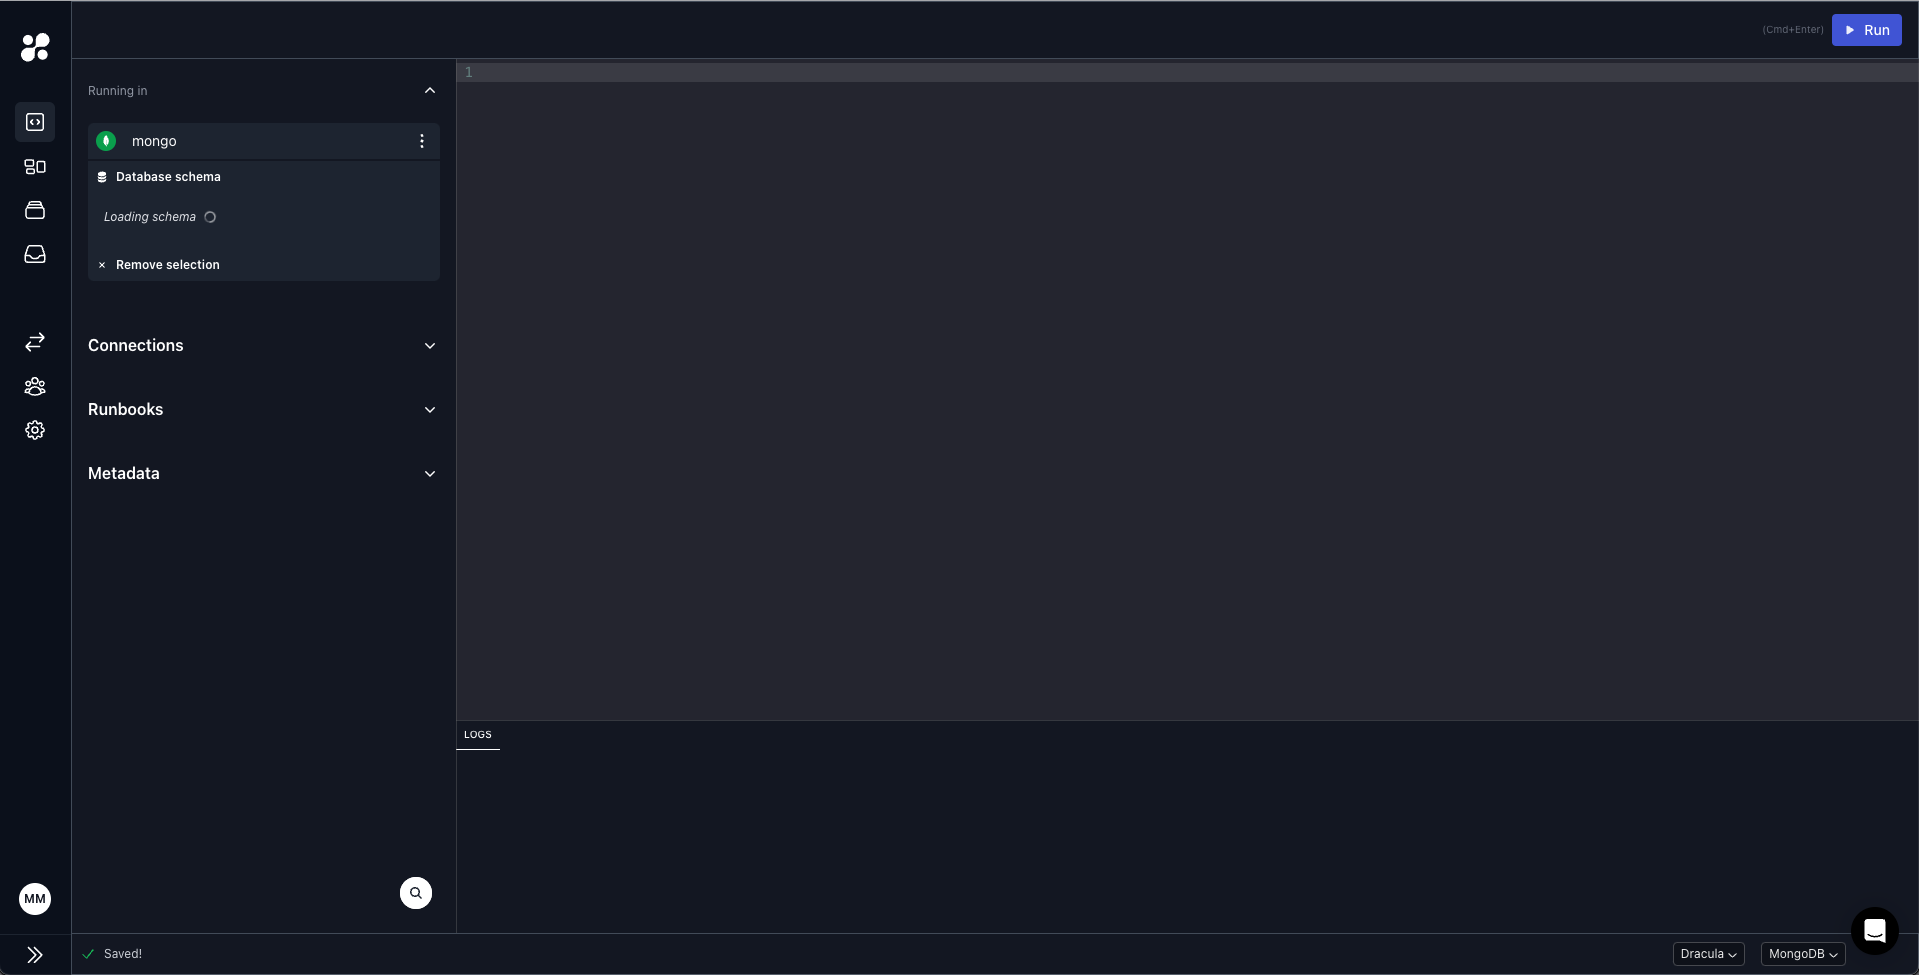 (Cmd+Enter)
Run
Running in
1
mongo
Database schema
Loading schema
Remove selection
Connections
Runbooks
Metadata
LOGS
MM
Saved!
Dracula
MongoDB